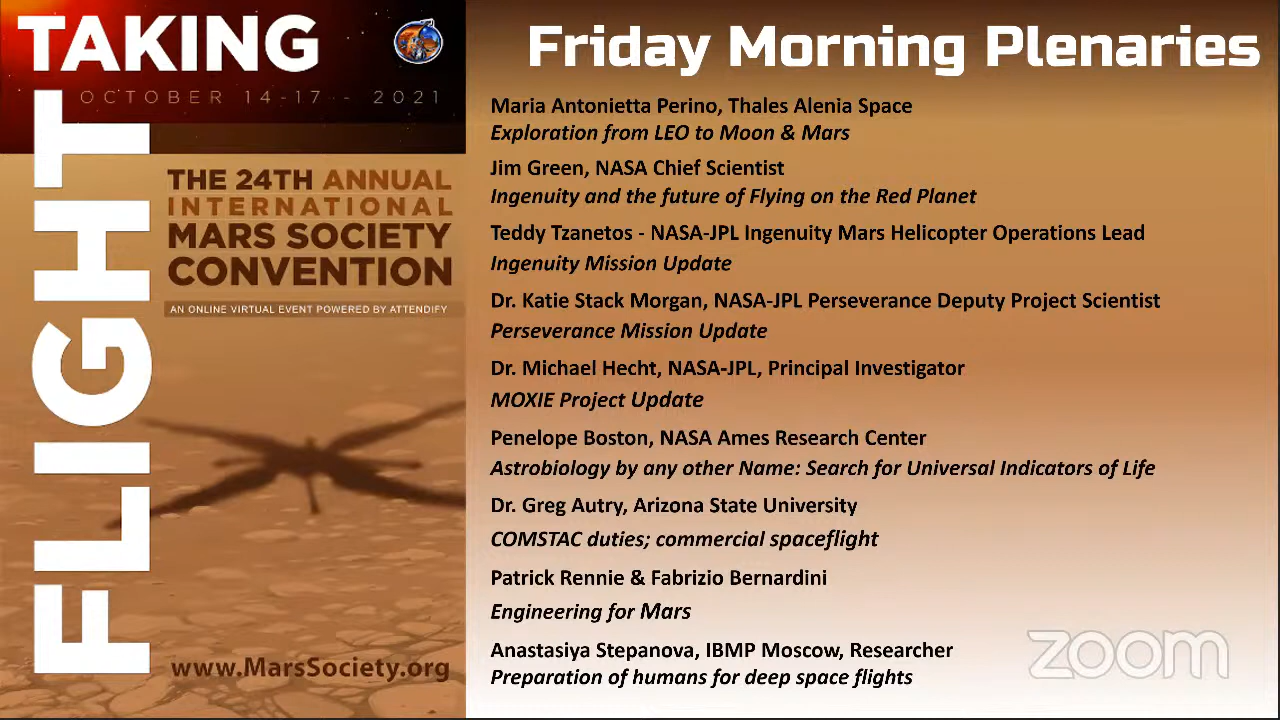 TAKING
FLIGHT
OCTOBER 14-17 - - 2021
THE 24TH ANNUAL
INTERNATIONAL
MARS SOCIETY
CONVENTION
AN ONLINE VIRTUAL EVENT POWERED BY ATTENDIFY
www.MarsSociety.org
Friday Morning Plenaries
Maria Antonietta Perino, Thales Alenia Space
Exploration from LEO to Moon & Mars
Jim Green, NASA Chief Scientist
Ingenuity and the future of Flying on the Red Planet
Teddy Tzanetos - NASA-JPL Ingenuity Mars Helicopter Operations Lead
Ingenuity Mission Update
Dr. Katie Stack Morgan, NASA-JPL Perseverance Deputy Project Scientist
Perseverance Mission Update
Dr. Michael Hecht, NASA-JPL, Principal Investigator
MOXIE Project Update
Penelope Boston, NASA Ames Research Center
Astrobiology by any other Name: Search for Universal Indicators of Life
Dr. Greg Autry, Arizona State University
COMSTAC duties; commercial spaceflight
Patrick Rennie & Fabrizio Bernardini
Engineering for Mars
Anastasiya Stepanova, IBMP Moscow, Researcher
Preparation of humans for deep space flights
zoom